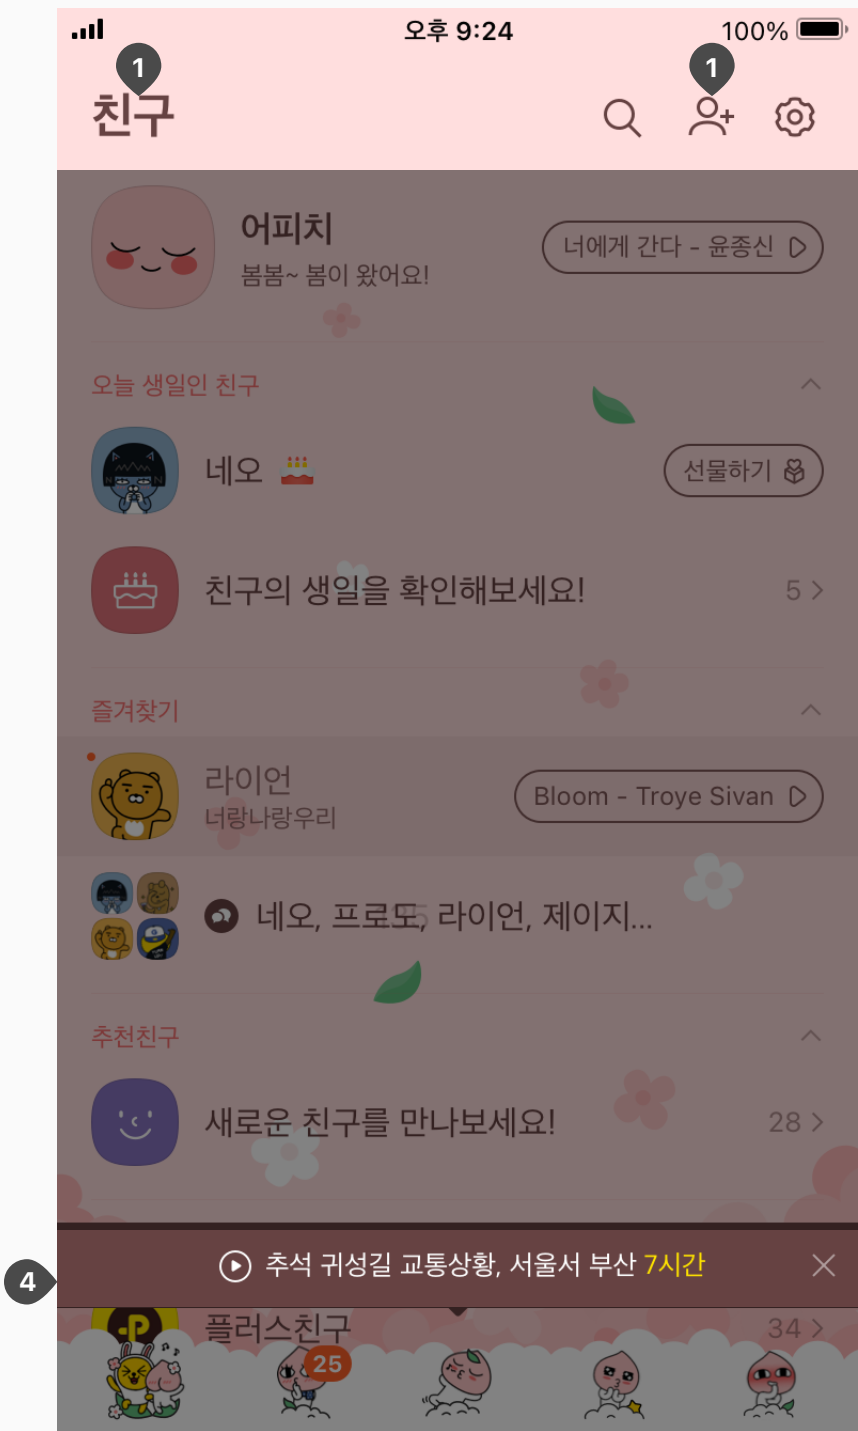 오후 9:24
100%
1
1
친구
어피치
너에게 간다 - 윤종신
봄봄~ 봄이 왔어요!
오늘 생일인 친구
네오
선물하기
친구의 생일을 확인해보세요!
5
즐겨찾기
라이언
Bloom - Troye Sivan
너랑나랑우리
네오, 프로도, 라이언, 제이지...
추천친구
새로운 친구를 만나보세요!
28
4
추석 귀성길 교통상황, 서울서 부산 7시간
P
플러스친구
34
25